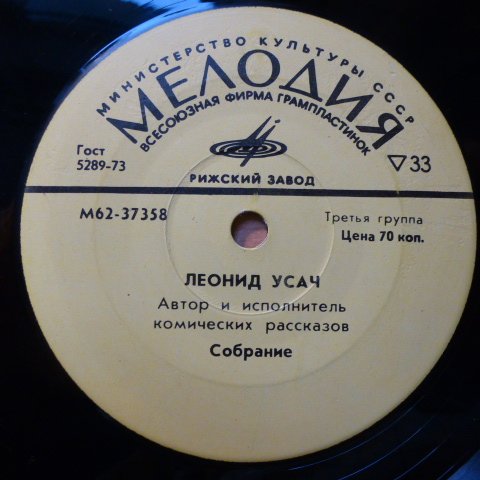 МИНИСТЕРСТВО КУЛЬТУРЫ СССР
МЕЛОДИЯ
ВСЕСОЮЗНАЯ ФИРМА ГРАМПЛАСТИНОК
Гост
5289-73
▽33
РИЖСКИЙ ЗАВОД
М62-37358
Третья группа
Цена 70 коп.
ЛЕОНИД УСАЧ
Автор и исполнитель
комических рассказов
Собрание